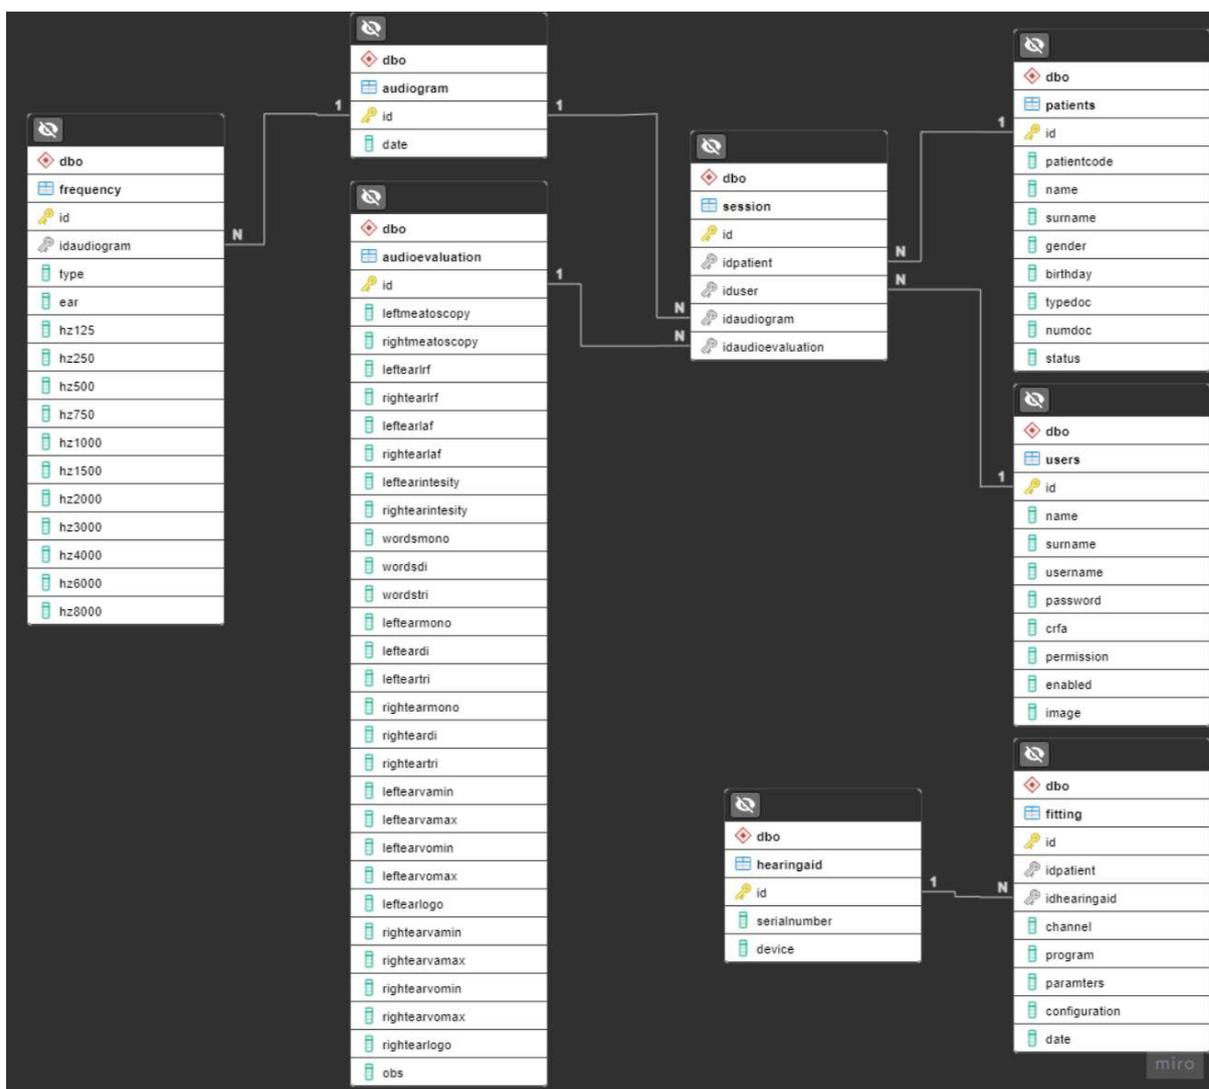 dbo
frequency
id
idaudiogram
type
ear
hz125
hz250
hz500
hz750
hz1000
hz1500
hz2000
hz3000
hz4000
hz6000
hz8000
N
1
dbo
audiogram
id
date
1
dbo
audioevaluation
id
leftmeatoscopy
rightmeatoscopy
leftearlrf
rightearlrf
leftearlaf
rightearlaf
leftearintesity
rightearintesity
wordsmono
wordsdi
wordstri
leftearmono
lefteardi
lefteartri
rightearmono
righteardi
righteartri
leftearvamin
leftearvamax
leftearvomin
leftearvomax
leftearlogo
rightearvamin
rightearvamax
rightearvomin
rightearvomax
rightearlogo
obs
1
N
N
dbo
session
id
idpatient
iduser
idaudiogram
idaudioevaluation
N
N
1
dbo
patients
id
patientcode
name
surname
gender
birthday
typedoc
numdoc
status
1
dbo
users
id
name
surname
username
password
crfa
permission
enabled
image
dbo
hearingaid
id
serialnumber
device
1
N
dbo
fitting
id
idpatient
idhearingaid
channel
program
paramters
configuration
date
miro